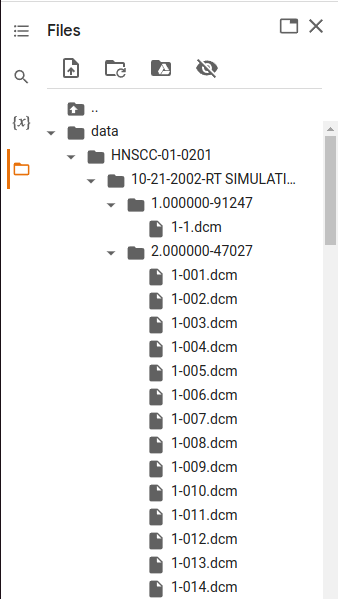 Files
{x}
..
data
HNSCC-01-0201
10-21-2002-RT SIMULATI...
1.000000-91247
1-1.dcm
2.000000-47027
1-001.dcm
1-002.dcm
1-003.dcm
1-004.dcm
1-005.dcm
1-006.dcm
1-007.dcm
1-008.dcm
1-009.dcm
1-010.dcm
1-011.dcm
1-012.dcm
1-013.dcm
1-014.dcm